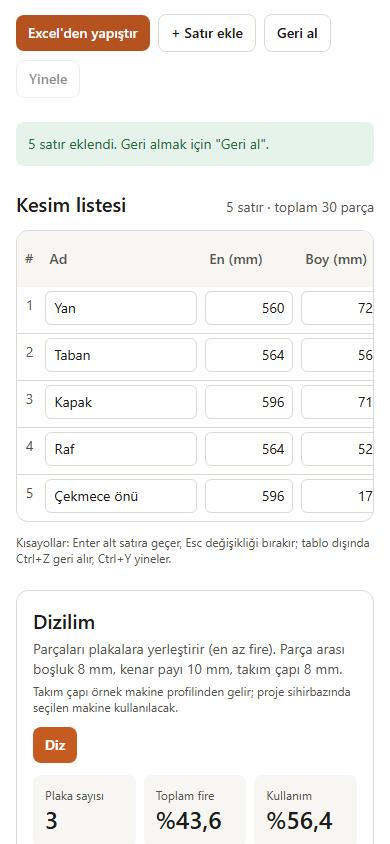 Excel'den yapıştır + Satır ekle Geri al
Yinele
5 satır eklendi. Geri almak için "Geri al".
Kesim listesi 5 satır · toplam 30 parça
# Ad En (mm) Boy (mm)
1 Yan 560 72
2 Taban 564 56
3 Kapak 596 71
4 Raf 564 52
5 Çekmece önü 596 17
Kısayollar: Enter alt satıra geçer, Esc değişikliği bırakır; tablo dışında
Ctrl+Z geri alır, Ctrl+Y yineler.
Dizilim
Parçaları plakalara yerleştirir (en az fire). Parça arası
boşluk 8 mm, kenar payı 10 mm, takım çapı 8 mm.
Takım çapı örnek makine profilinden gelir; proje sihirbazında
seçilen makine kullanılacak.
Diz
Plaka sayısı Toplam fire Kullanım
3 %43,6 %56,4